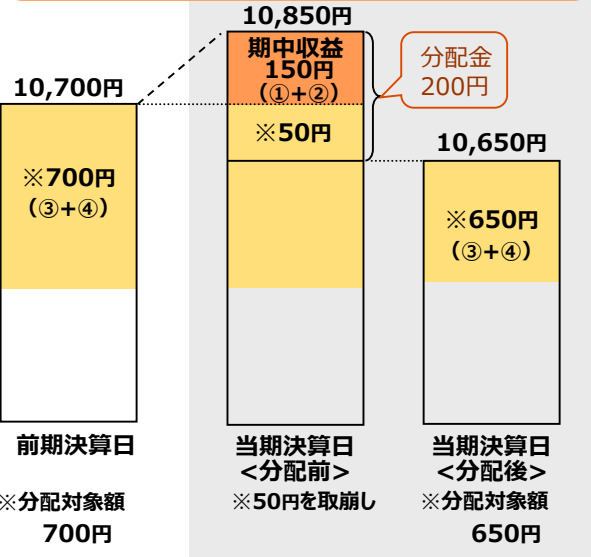 10,850円
期中収益
150円
（①＋②）
分配金
200円
10,700円
※50円
10,650円
※700円
（③＋④）
※650円
（③＋④）
前期決算日
当期決算日
<分配前>
当期決算日
<分配後>
※分配対象額
700円
※50円を取崩し
※分配対象額
650円